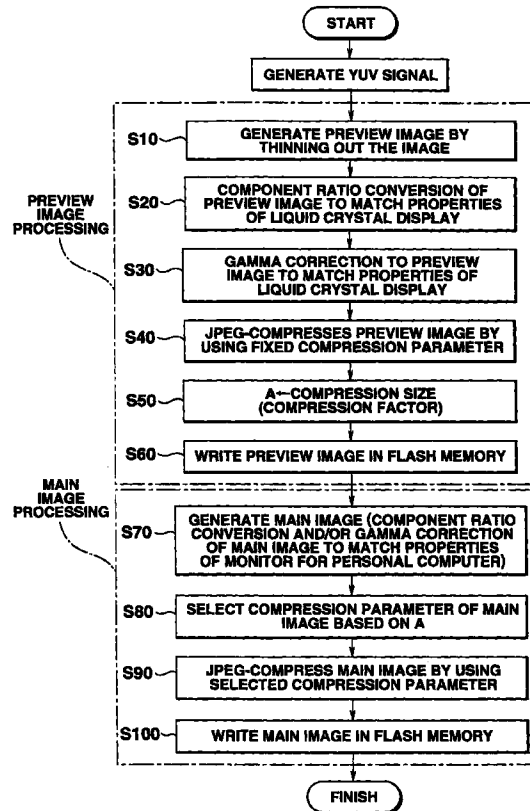 START
GENERATE YUV SIGNAL
PREVIEW
IMAGE
PROCESSING
S10
GENERATE PREVIEW IMAGE BY
THINNING OUT THE IMAGE
S20
COMPONENT RATIO CONVERSION OF
PREVIEW IMAGE TO MATCH PROPERTIES
OF LIQUID CRYSTAL DISPLAY
S30
GAMMA CORRECTION TO PREVIEW
IMAGE TO MATCH PROPERTIES OF
LIQUID CRYSTAL DISPLAY
S40
JPEG-COMPRESSES PREVIEW IMAGE BY
USING FIXED COMPRESSION PARAMETER
S50
A←COMPRESSION SIZE
(COMPRESSION FACTOR)
S60
WRITE PREVIEW IMAGE IN FLASH MEMORY
MAIN
IMAGE
PROCESSING
S70
GENERATE MAIN IMAGE (COMPONENT RATIO
CONVERSION AND/OR GAMMA CORRECTION
OF MAIN IMAGE TO MATCH PROPERTIES
OF MONITOR FOR PERSONAL COMPUTER)
S80
SELECT COMPRESSION PARAMETER OF MAIN
IMAGE BASED ON A
S90
JPEG-COMPRESS MAIN IMAGE BY USING
SELECTED COMPRESSION PARAMETER
S100
WRITE MAIN IMAGE IN FLASH MEMORY
FINISH